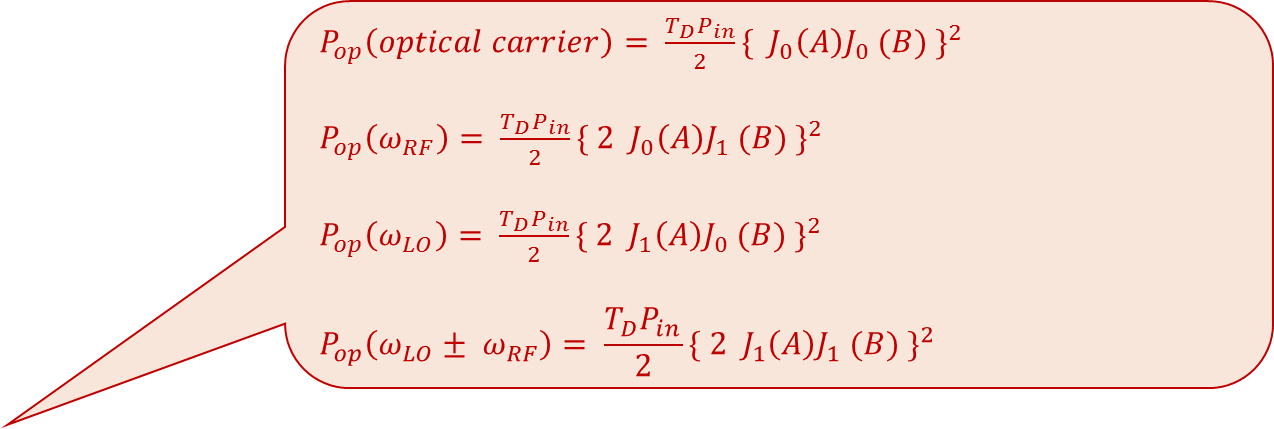 P_op(optical carrier) = T_D P_in / 2 { J_0(A)J_0 (B) }^2
P_op(ω_RF) = T_D P_in / 2 { 2 J_0(A)J_1 (B) }^2
P_op(ω_LO) = T_D P_in / 2 { 2 J_1(A)J_0 (B) }^2
P_op(ω_LO ± ω_RF) = T_D P_in / 2 { 2 J_1(A)J_1 (B) }^2